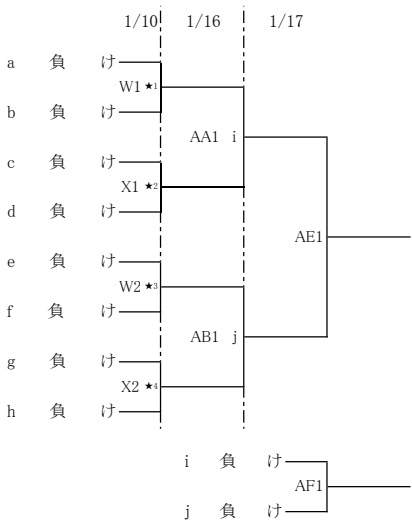 1/10 1/16 1/17
a 負け
W1 ★1
b 負け
AA1 i
c 負け
X1 ★2
d 負け
AE1
e 負け
W2 ★3
f 負け
AB1 j
g 負け
X2 ★4
h 負け
i 負け
AF1
j 負け